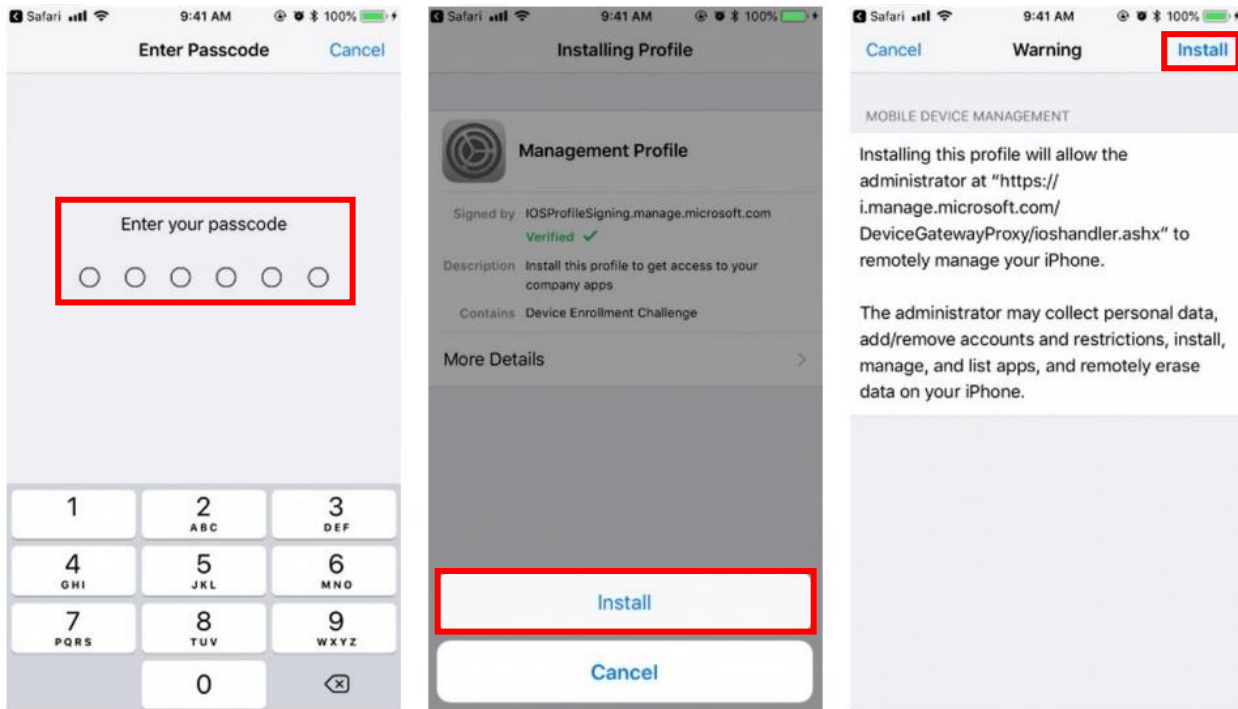 Safari 9:41 AM 100%
Enter Passcode Cancel
Enter your passcode
1 2 3
ABC DEF
4 5 6
GHI JKL MNO
7 8 9
PQRS TUV WXYZ
0
Safari 9:41 AM 100%
Installing Profile
Management Profile
Signed by IOSProfileSigning.manage.microsoft.com
Verified ✓
Description Install this profile to get access to your
company apps
Contains Device Enrollment Challenge
More Details
Install
Cancel
Safari 9:41 AM 100%
Cancel Warning Install
MOBILE DEVICE MANAGEMENT
Installing this profile will allow the
administrator at "https://
i.manage.microsoft.com/
DeviceGatewayProxy/ioshandler.ashx" to
remotely manage your iPhone.
The administrator may collect personal data,
add/remove accounts and restrictions, install,
manage, and list apps, and remotely erase
data on your iPhone.